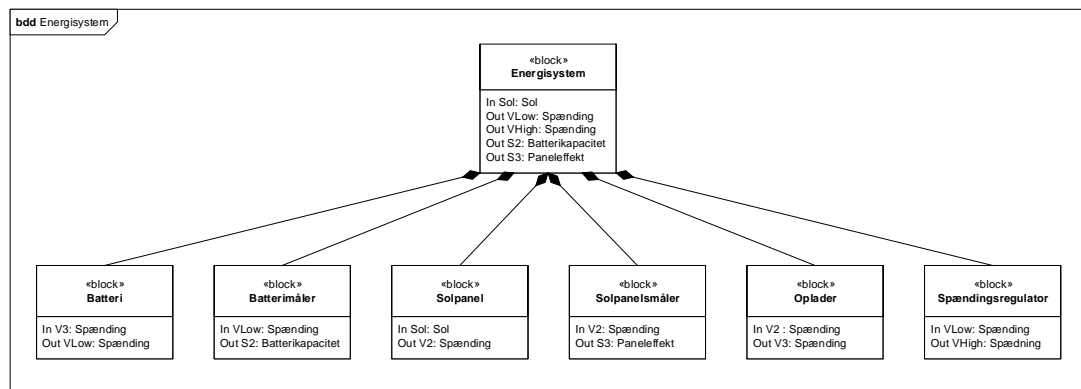 bdd Energisystem
«block»
Energisystem
In Sol: Sol
Out VLow: Spænding
Out VHigh: Spænding
Out S2: Batterikapacitet
Out S3: Paneleffekt
«block»
Batteri
In V3: Spænding
Out VLow: Spænding
«block»
Batterimåler
In VLow: Spænding
Out S2: Batterikapacitet
«block»
Solpanel
In Sol: Sol
Out V2: Spænding
«block»
Solpanelsmåler
In V2: Spænding
Out S3: Paneleffekt
«block»
Oplader
In V2 : Spænding
Out V3: Spænding
«block»
Spændingsregulator
In VLow: Spænding
Out VHigh: Spædning